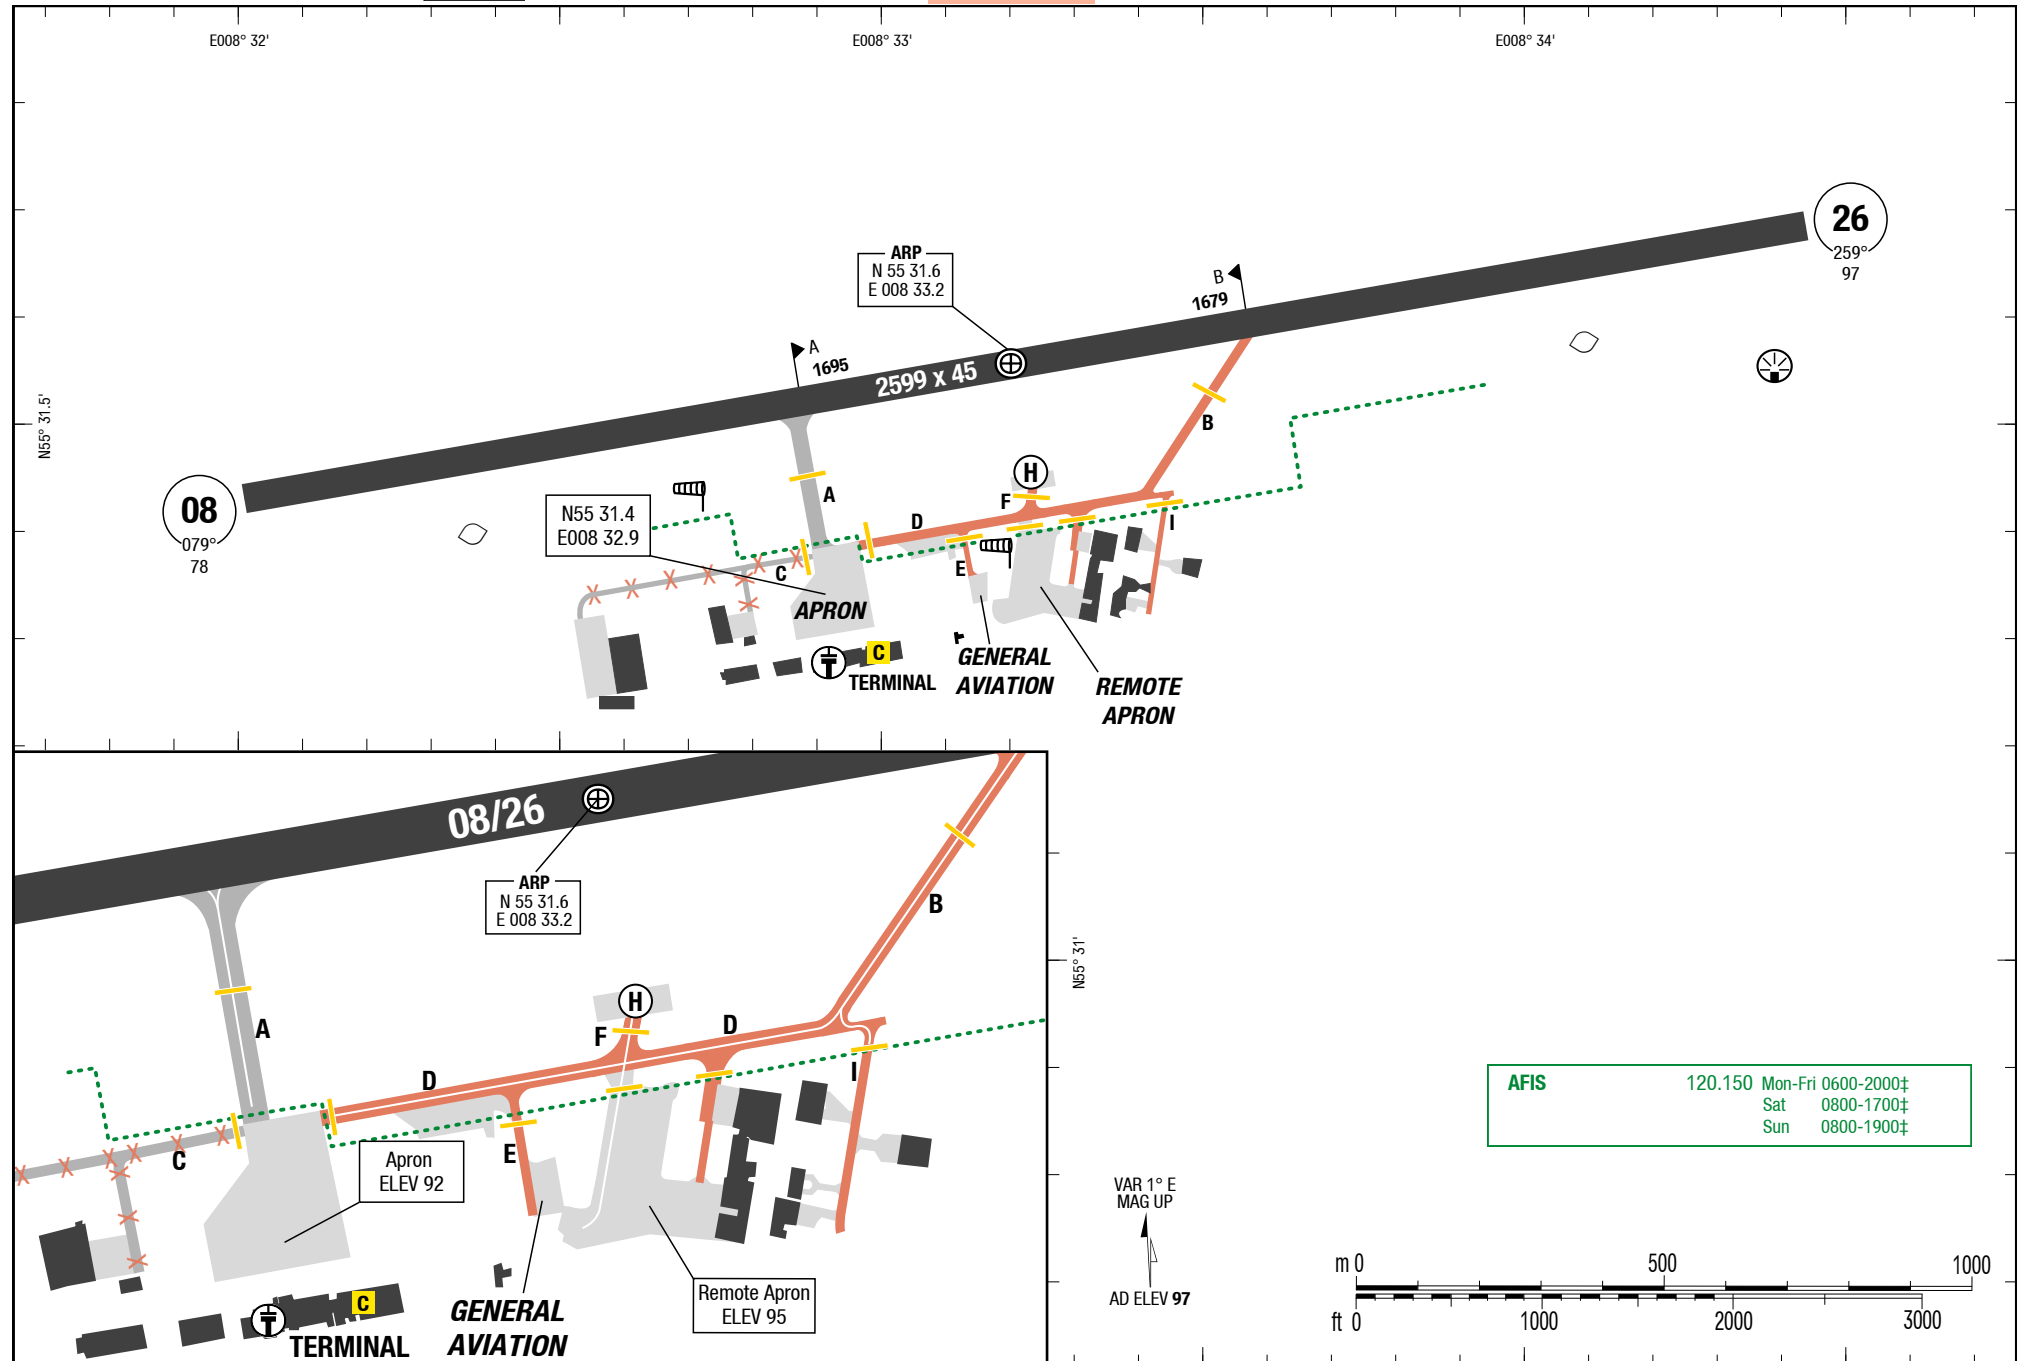 E008° 32'
E008° 33'
E008° 34'
26
259°
97
ARP
N 55 31.6
E 008 33.2
B
1679
A
1695
2599 x 45
N55° 31.5'
B
08
079°
78
H
A
F
N55 31.4
E008 32.9
D
I
C
E
APRON
C
TERMINAL
GENERAL
AVIATION
REMOTE
APRON
08/26
ARP
N 55 31.6
E 008 33.2
B
N55° 31'
H
A
F
D
D
I
C
E
Apron
ELEV 92
Remote Apron
ELEV 95
C
TERMINAL
GENERAL
AVIATION
AFIS 120.150 Mon-Fri 0600-2000‡
Sat 0800-1700‡
Sun 0800-1900‡
VAR 1° E
MAG UP
AD ELEV 97
m 0 500 1000
ft 0 1000 2000 3000